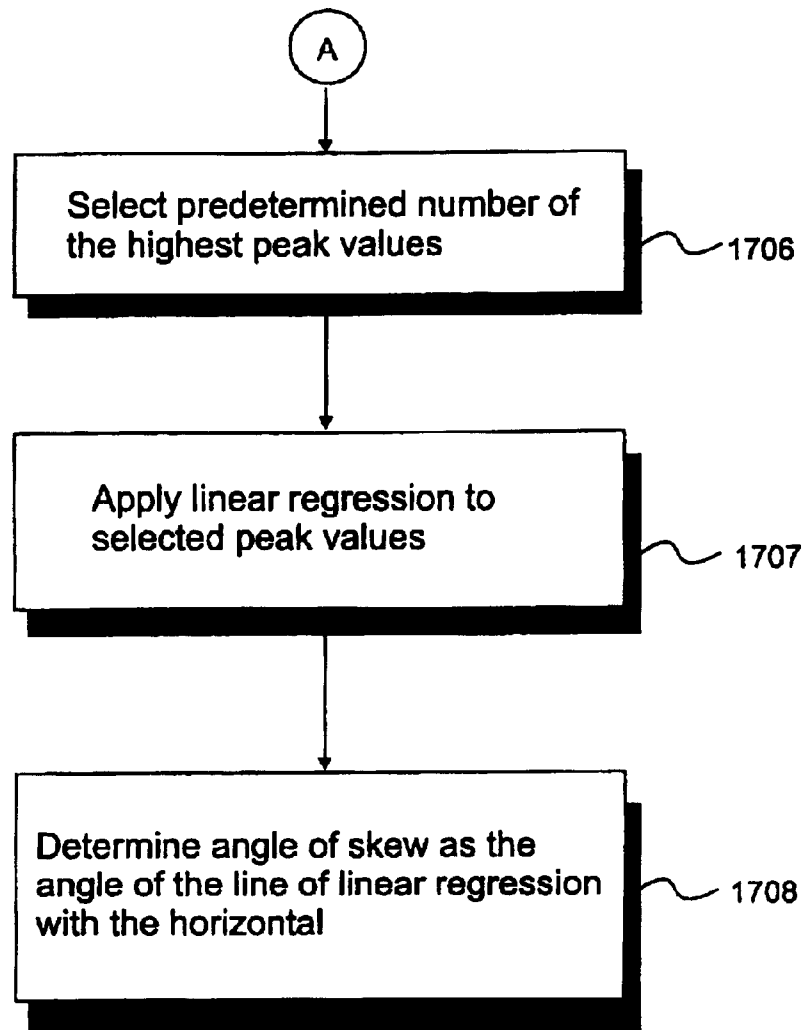 A
Select predetermined number of
the highest peak values
1706
Apply linear regression to
selected peak values
1707
Determine angle of skew as the
angle of the line of linear regression
with the horizontal
1708